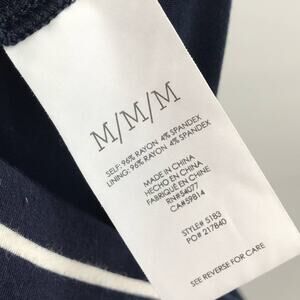 M/M/M
SELF: 96% RAYON 4% SPANDEX
LINING: 96% RAYON 4% SPANDEX
MADE IN CHINA
HECHO EN CHINA
FABRIQUÉ EN CHINE
RN#54077
CA#59814
STYLE# 5183
PO# 217840
SEE REVERSE FOR CARE